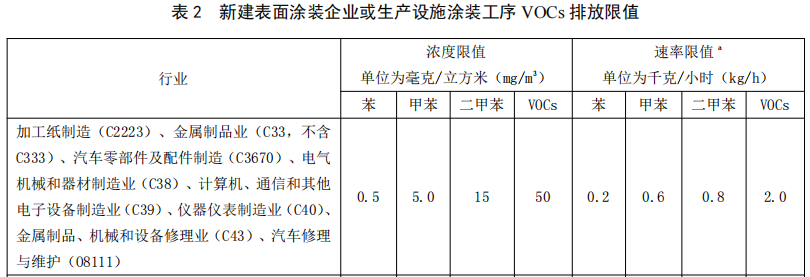 表 2 新建表面涂装企业或生产设施涂装工序 VOCs 排放限值
行业
浓度限值
单位为毫克/立方米（mg/m³）
速率限值ᵃ
单位为千克/小时（kg/h）
苯 甲苯 二甲苯 VOCs 苯 甲苯 二甲苯 VOCs
加工纸制造（C2223）、金属制品业（C33，不含
C333）、汽车零部件及配件制造（C3670）、电气
机械和器材制造业（C38）、计算机、通信和其他
电子设备制造业（C39）、仪器仪表制造业（C40）、
金属制品、机械和设备修理业（C43）、汽车修理
与维护（O8111）
0.5 5.0 15 50 0.2 0.6 0.8 2.0